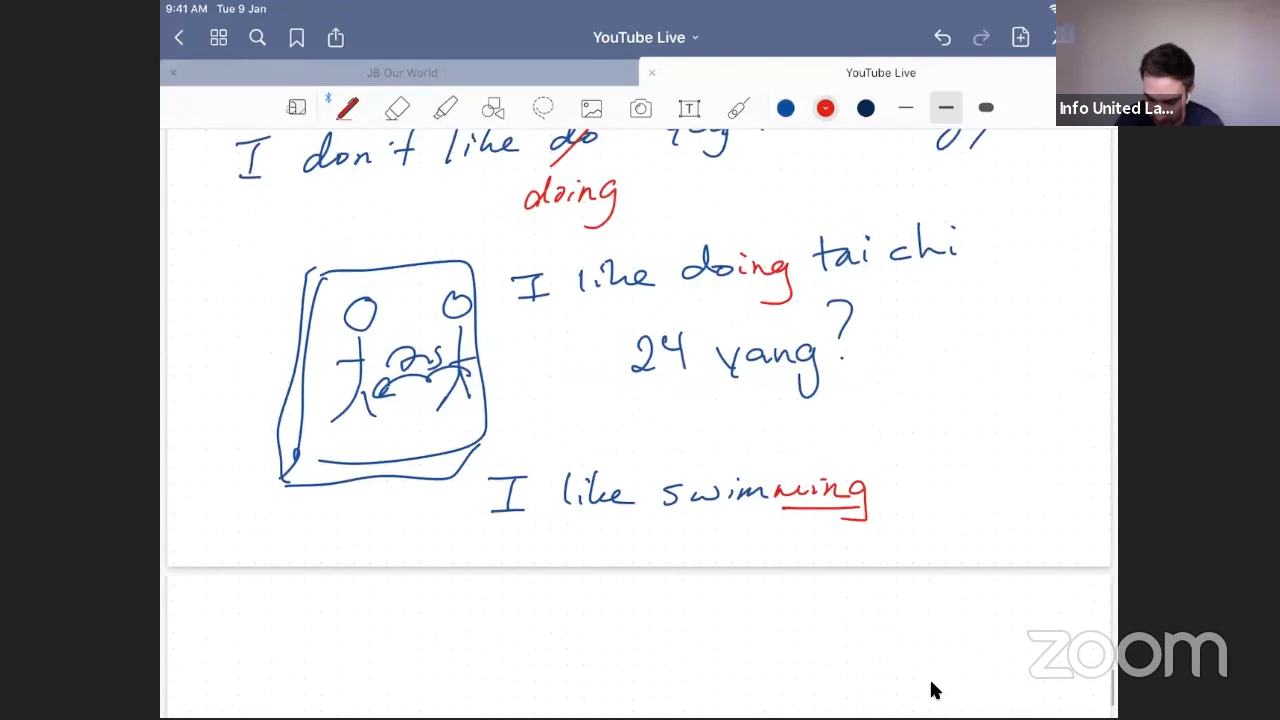 9:41 AM Tue 9 Jan
YouTube Live
JB Our World
YouTube Live
Info United La...
I don't like do
doing
I like doing tai chi
24 yang?
I like swimming
zoom